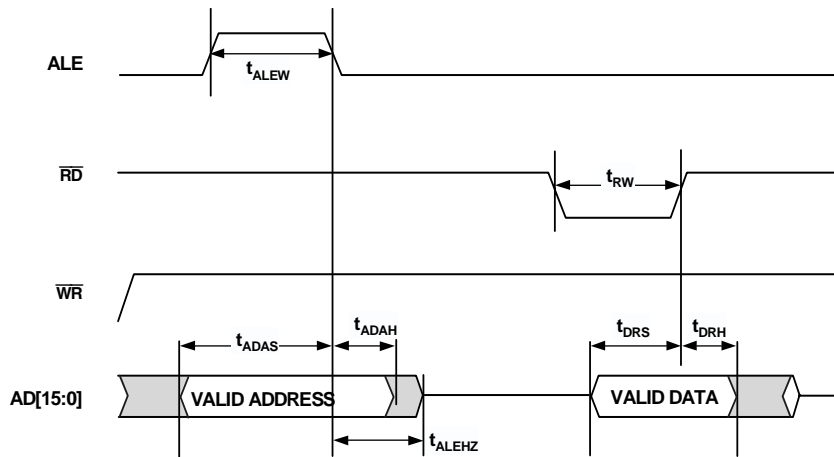 ALE
tALEW
RD
tRW
WR
tADAS
tADAH
tDRS
tDRH
AD[15:0]
VALID ADDRESS
VALID DATA
tALEHZ